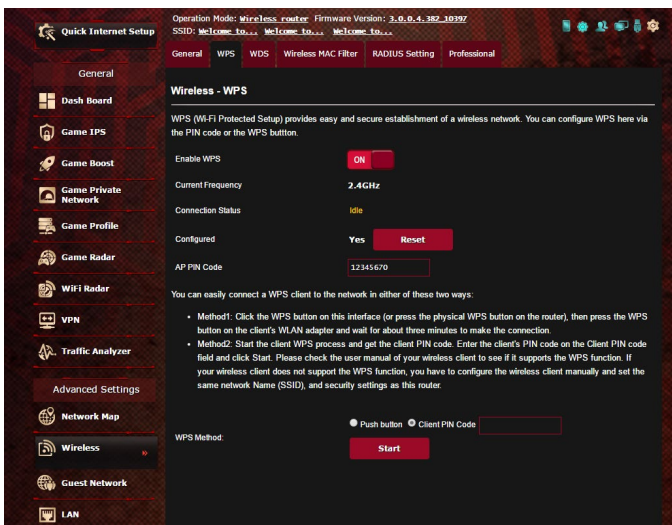 Quick Internet Setup
General
Dash Board
Game IPS
Game Boost
Game Private
Network
Game Profile
Game Radar
WiFi Radar
VPN
Traffic Analyzer
Advanced Settings
Network Map
Wireless
Guest Network
LAN
Operation Mode: Wireless router Firmware Version: 3.0.0.4.382_10397
SSID: Welcome to... Welcome to... Welcome to...
General WPS WDS Wireless MAC Filter RADIUS Setting Professional
Wireless - WPS
WPS (Wi-Fi Protected Setup) provides easy and secure establishment of a wireless network. You can configure WPS here via
the PIN code or the WPS buttton.
Enable WPS ON
Current Frequency 2.4GHz
Connection Status Idle
Configured Yes Reset
AP PIN Code 12345670
You can easily connect a WPS client to the network in either of these two ways:
• Method1: Click the WPS button on this interface (or press the physical WPS button on the router), then press the WPS
button on the client's WLAN adapter and wait for about three minutes to make the connection.
• Method2: Start the client WPS process and get the client PIN code. Enter the client's PIN code on the Client PIN code
field and click Start. Please check the user manual of your wireless client to see if it supports the WPS function. If
your wireless client does not support the WPS function, you have to configure the wireless client manually and set the
same network Name (SSID), and security settings as this router.
WPS Method: Push button Client PIN Code
Start